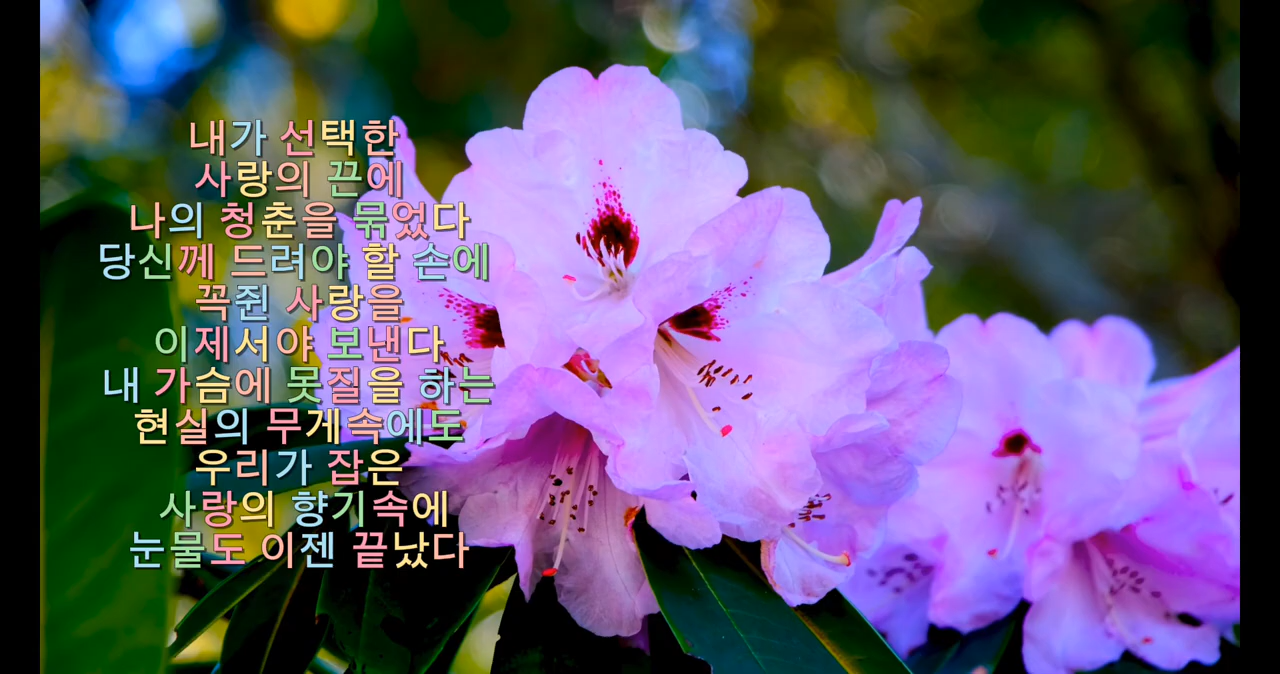 내가 선택한
사랑의 끈에
나의 청춘을 묶었다
당신께 드려야 할 손에
꼭쥔 사랑을
이제서야 보낸다
내 가슴에 못질을 하는
현실의 무게속에도
우리가 잡은
사랑의 향기속에
눈물도 이젠 끝났다